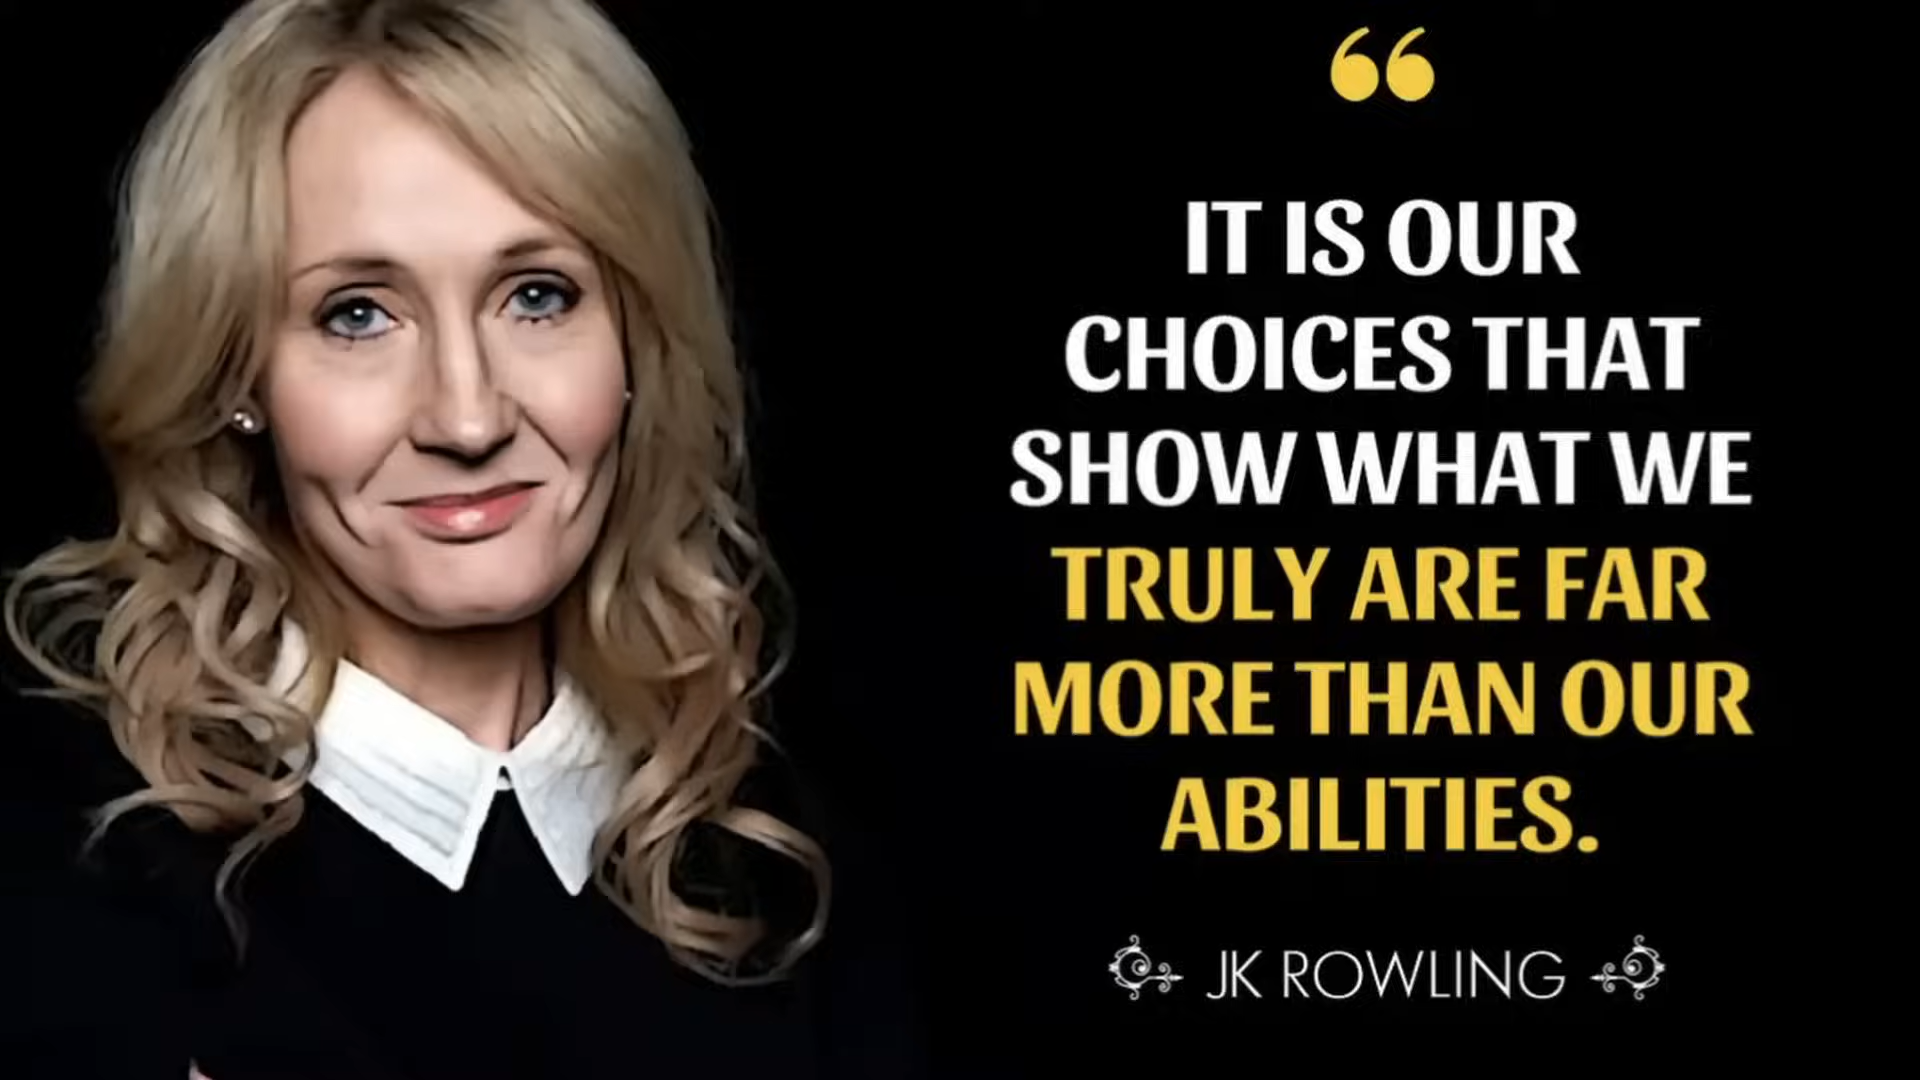 “
IT IS OUR
CHOICES THAT
SHOW WHAT WE
TRULY ARE FAR
MORE THAN OUR
ABILITIES.
JK ROWLING